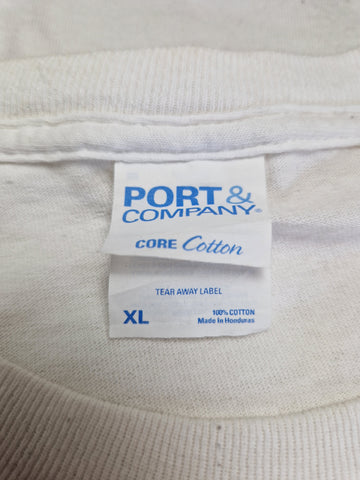 PORT &
COMPANY®
CORE Cotton
TEAR AWAY LABEL
XL
100% COTTON
Made in Honduras